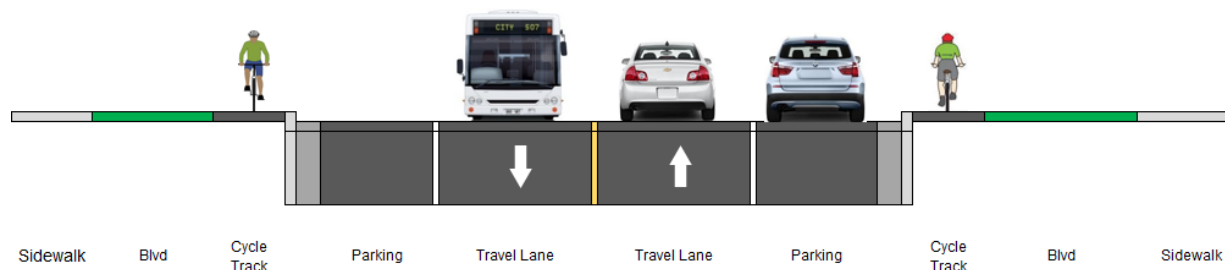 CITY 507
Sidewalk
Blvd
Cycle
Track
Parking
Travel Lane
Travel Lane
Parking
Cycle
Track
Blvd
Sidewalk